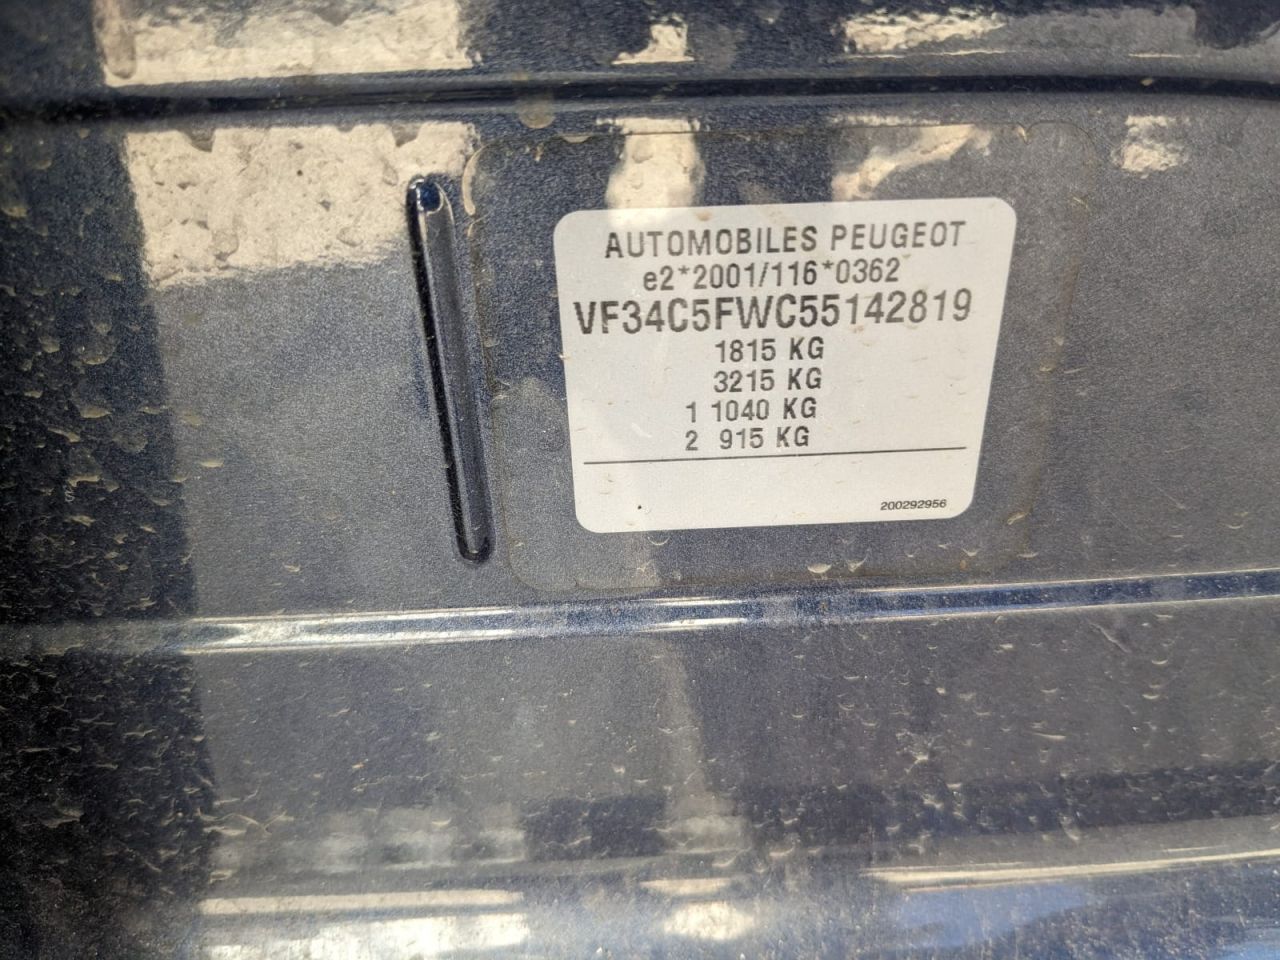 AUTOMOBILES PEUGEOT
e2*2001/116*0362
VF34C5FWC55142819
1815 KG
3215 KG
1 1040 KG
2 915 KG
200292956